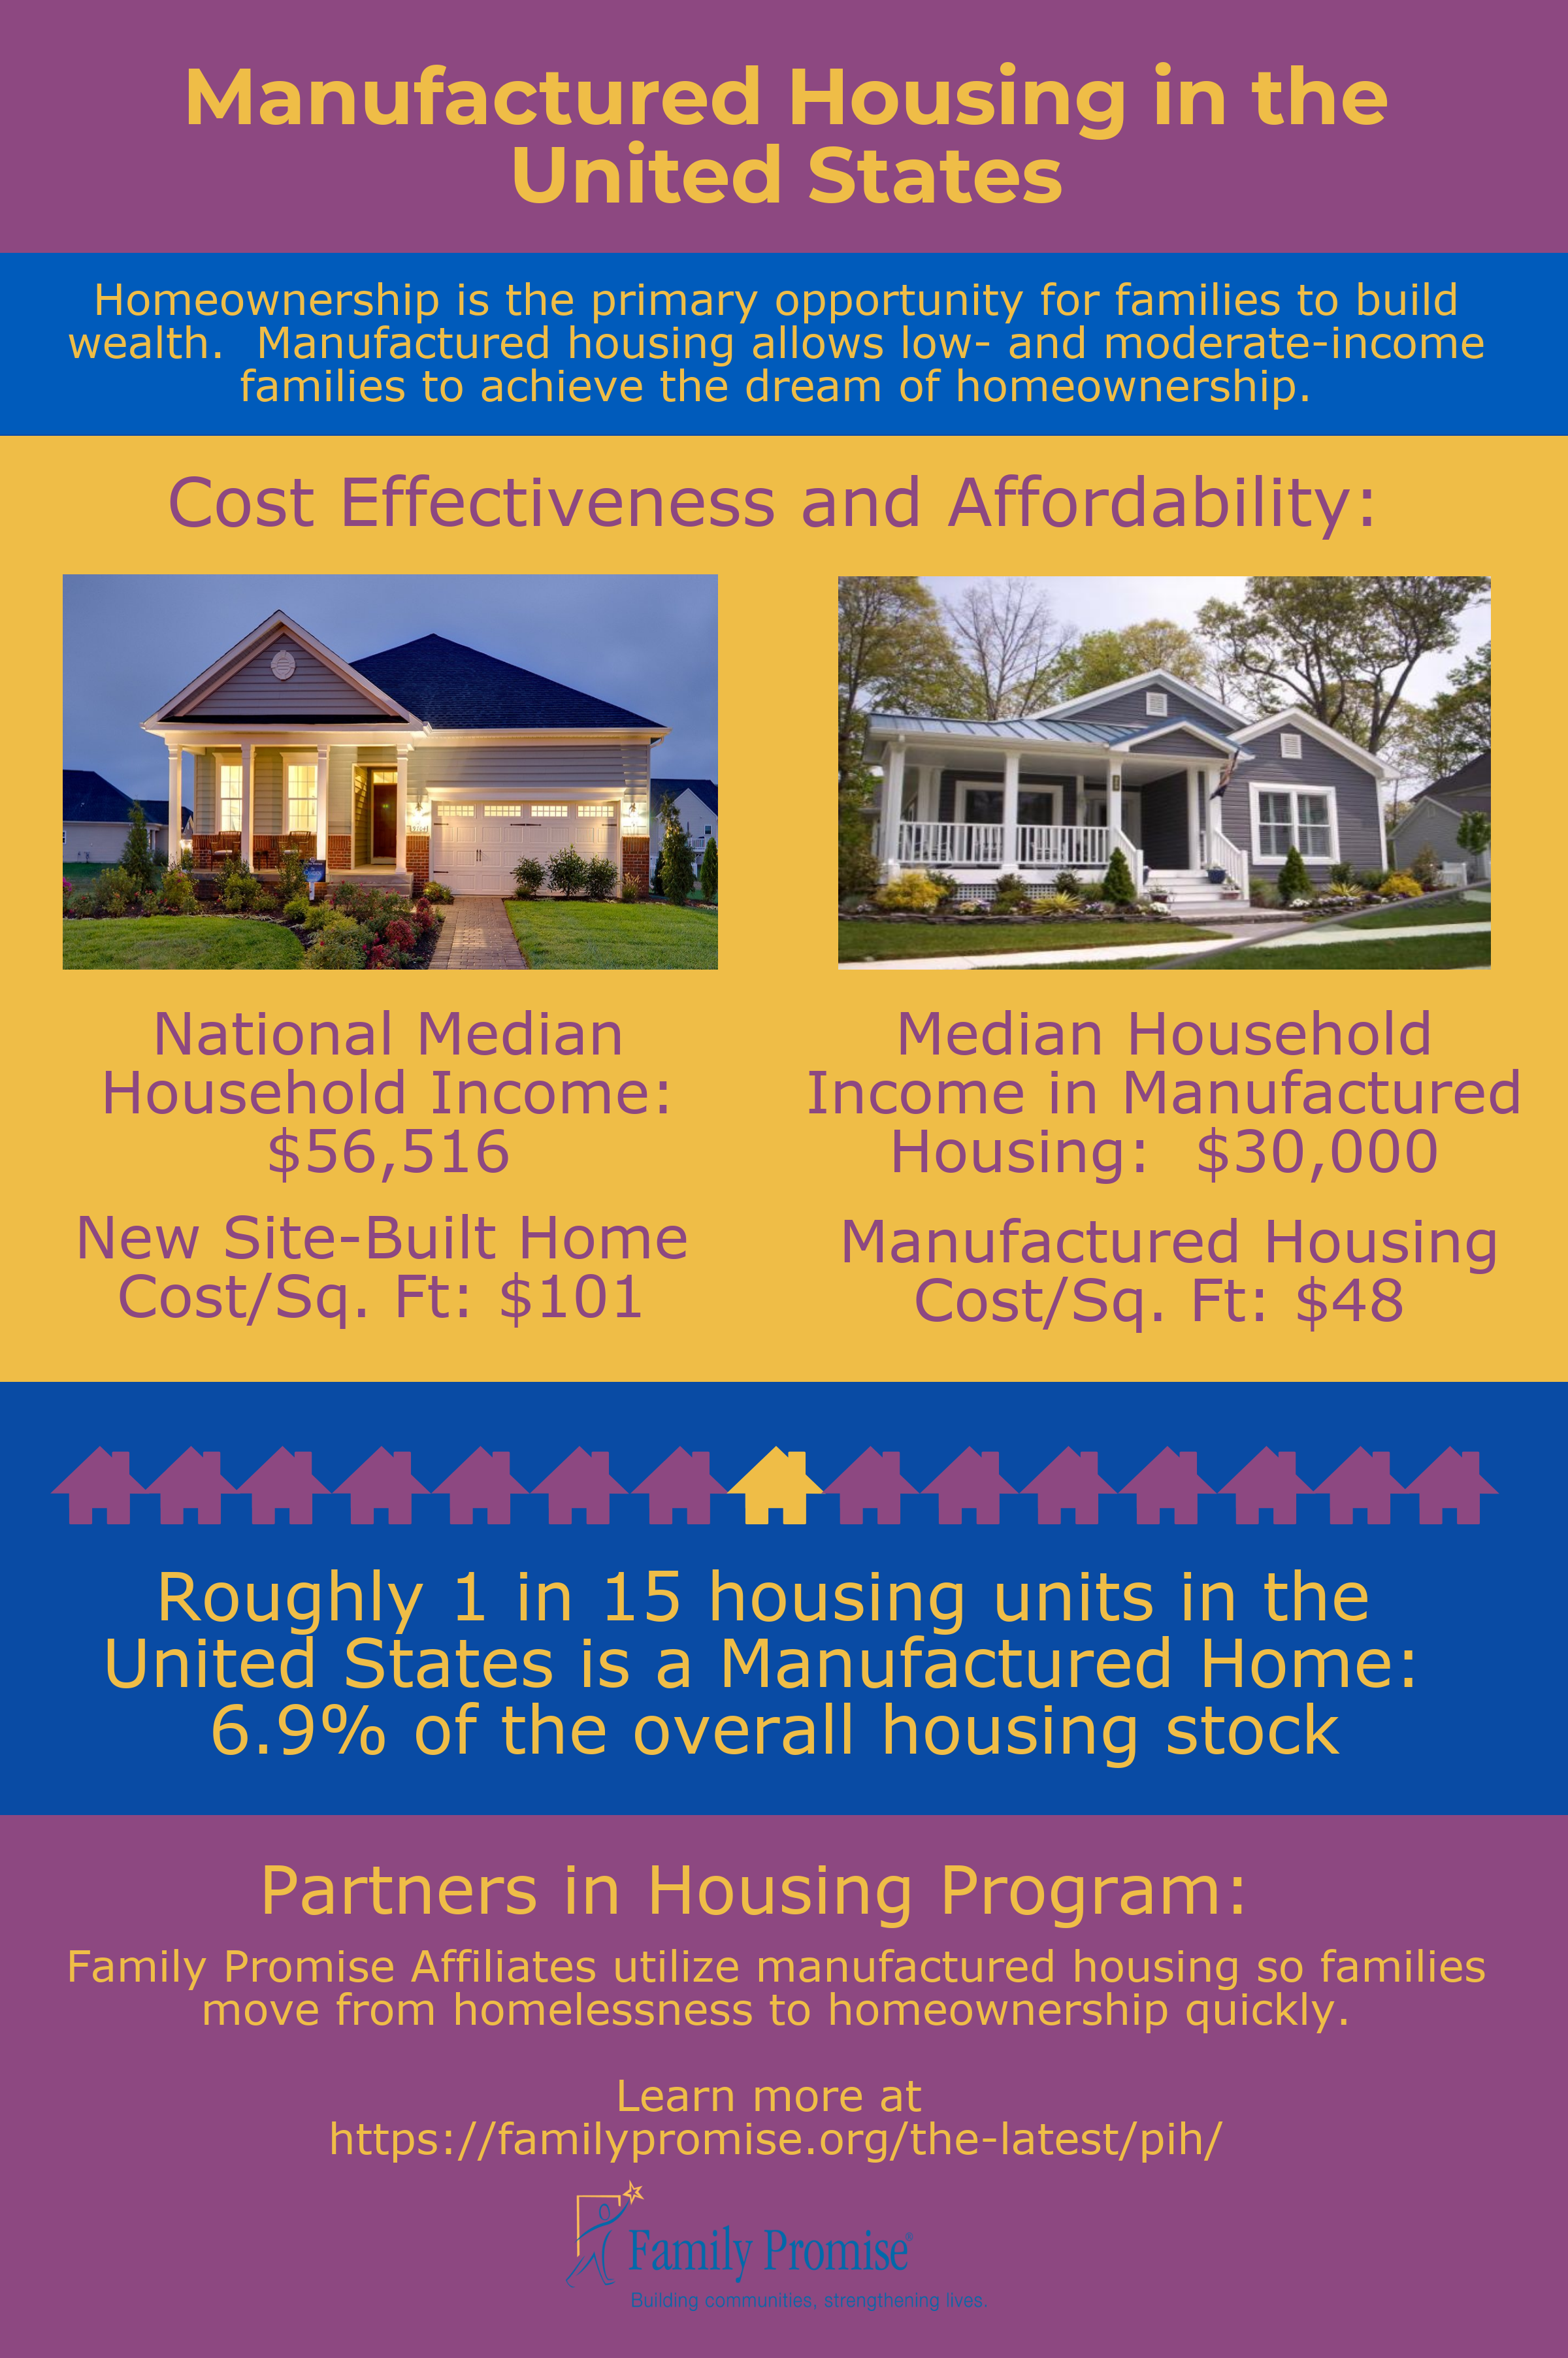 Manufactured Housing in the
United States
Homeownership is the primary opportunity for families to build
wealth.  Manufactured housing allows low- and moderate-income
families to achieve the dream of homeownership.
Cost Effectiveness and Affordability:
National Median
Household Income:
$56,516
New Site-Built Home
Cost/Sq. Ft: $101
Median Household
Income in Manufactured
Housing:  $30,000
Manufactured Housing
Cost/Sq. Ft: $48
Roughly 1 in 15 housing units in the
United States is a Manufactured Home:
6.9% of the overall housing stock
Partners in Housing Program:
Family Promise Affiliates utilize manufactured housing so families
move from homelessness to homeownership quickly.
Learn more at
https://familypromise.org/the-latest/pih/
Family Promise®
Building communities, strengthening lives.